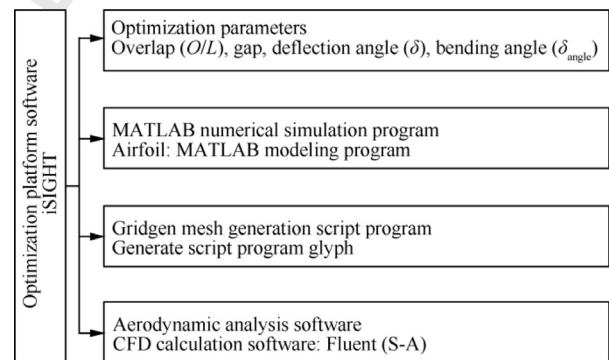 Optimization platform software
iSIGHT
Optimization parameters
Overlap (O/L), gap, deflection angle (δ), bending angle (δangle)
MATLAB numerical simulation program
Airfoil: MATLAB modeling program
Gridgen mesh generation script program
Generate script program glyph
Aerodynamic analysis software
CFD calculation software: Fluent (S-A)